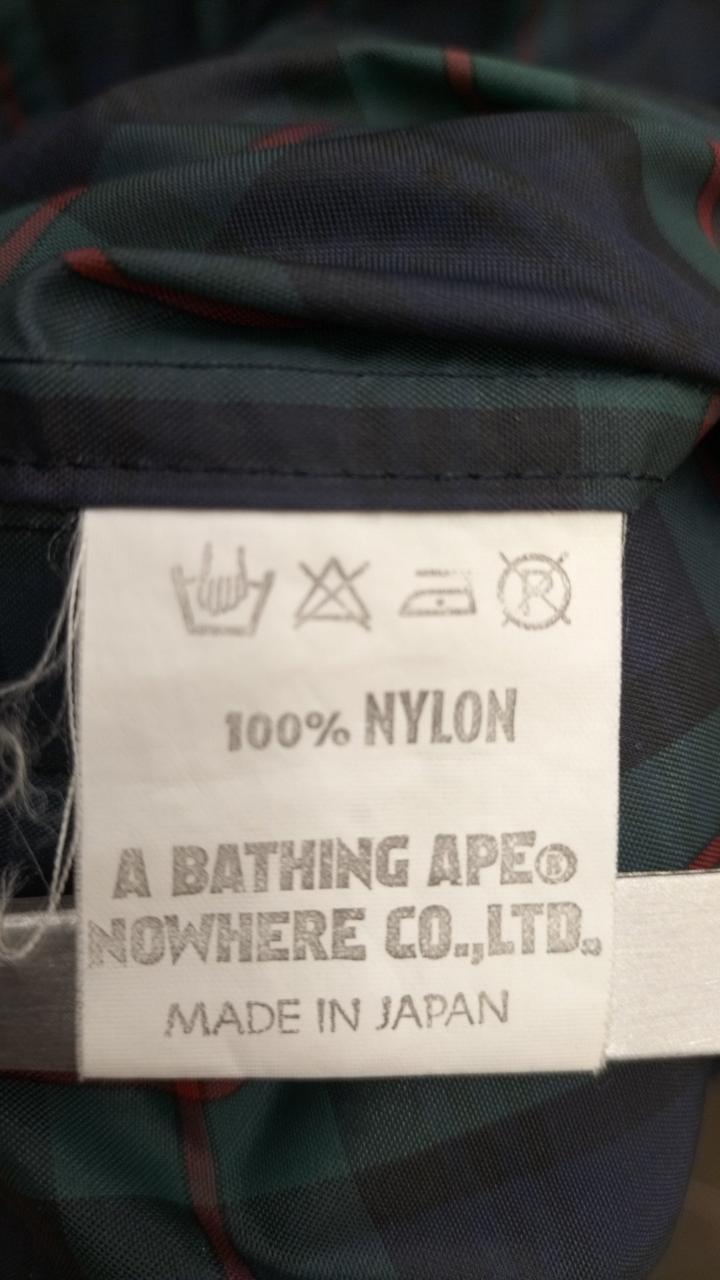 100% NYLON
A BATHING APE®
NOWHERE CO.,LTD.
MADE IN JAPAN